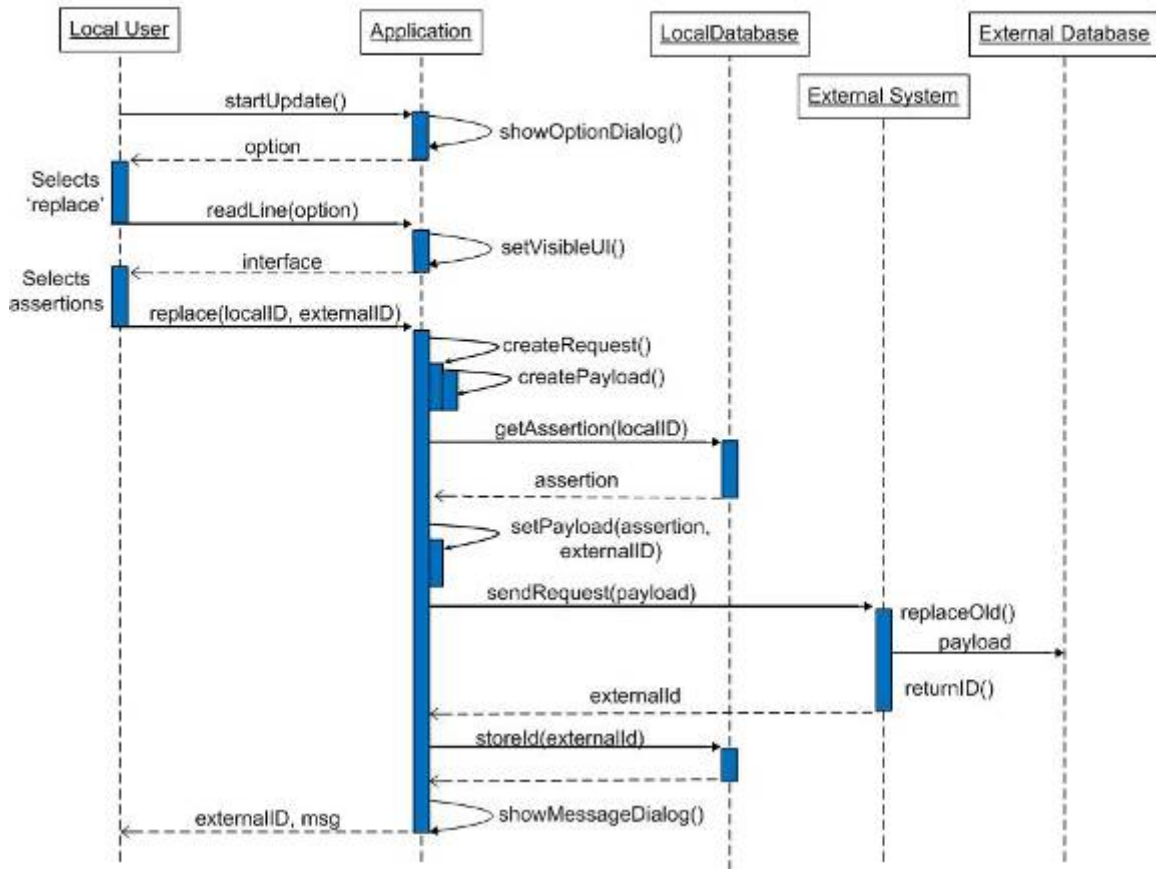 Local User
Application
LocalDatabase
External Database
External System
startUpdate()
showOptionDialog()
option
Selects
'replace'
readLine(option)
setVisibleUI()
interface
Selects
assertions
replace(localID, externalID)
createRequest()
createPayload()
getAssertion(localID)
assertion
setPayload(assertion,
externalID)
sendRequest(payload)
replaceOld()
payload
returnID()
externalId
storeId(externalId)
showMessageDialog()
externalID, msg